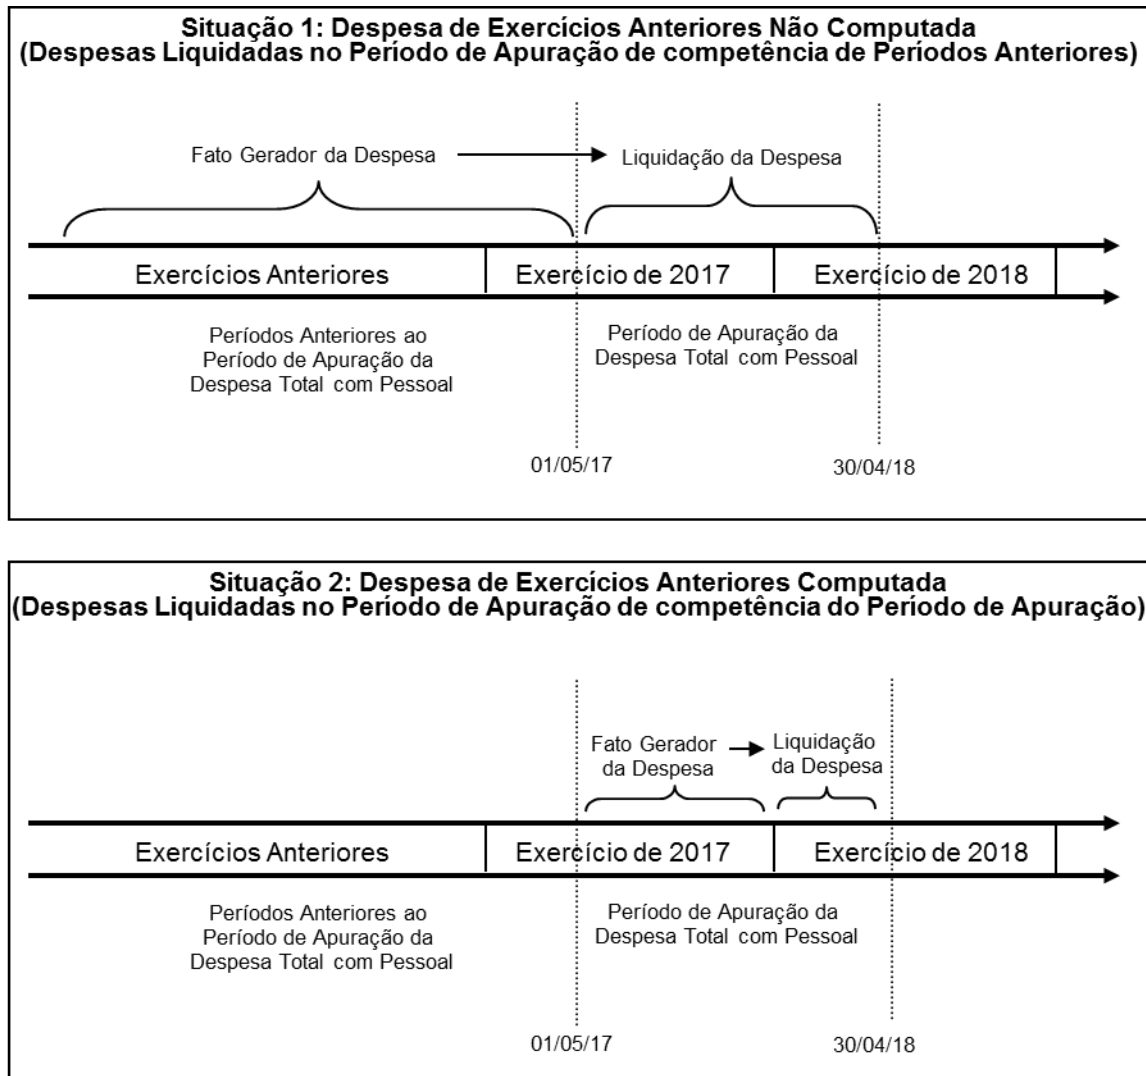 Situação 1: Despesa de Exercícios Anteriores Não Computada
(Despesas Liquidadas no Período de Apuração de competência de Períodos Anteriores)
Fato Gerador da Despesa
Liquidação da Despesa
Exercícios Anteriores
Exercício de 2017
Exercício de 2018
Períodos Anteriores ao
Período de Apuração da
Despesa Total com Pessoal
Período de Apuração da
Despesa Total com Pessoal
01/05/17
30/04/18
Situação 2: Despesa de Exercícios Anteriores Computada
(Despesas Liquidadas no Período de Apuração de competência do Período de Apuração)
Fato Gerador
da Despesa
Liquidação
da Despesa
Exercícios Anteriores
Exercício de 2017
Exercício de 2018
Períodos Anteriores ao
Período de Apuração da
Despesa Total com Pessoal
Período de Apuração da
Despesa Total com Pessoal
01/05/17
30/04/18